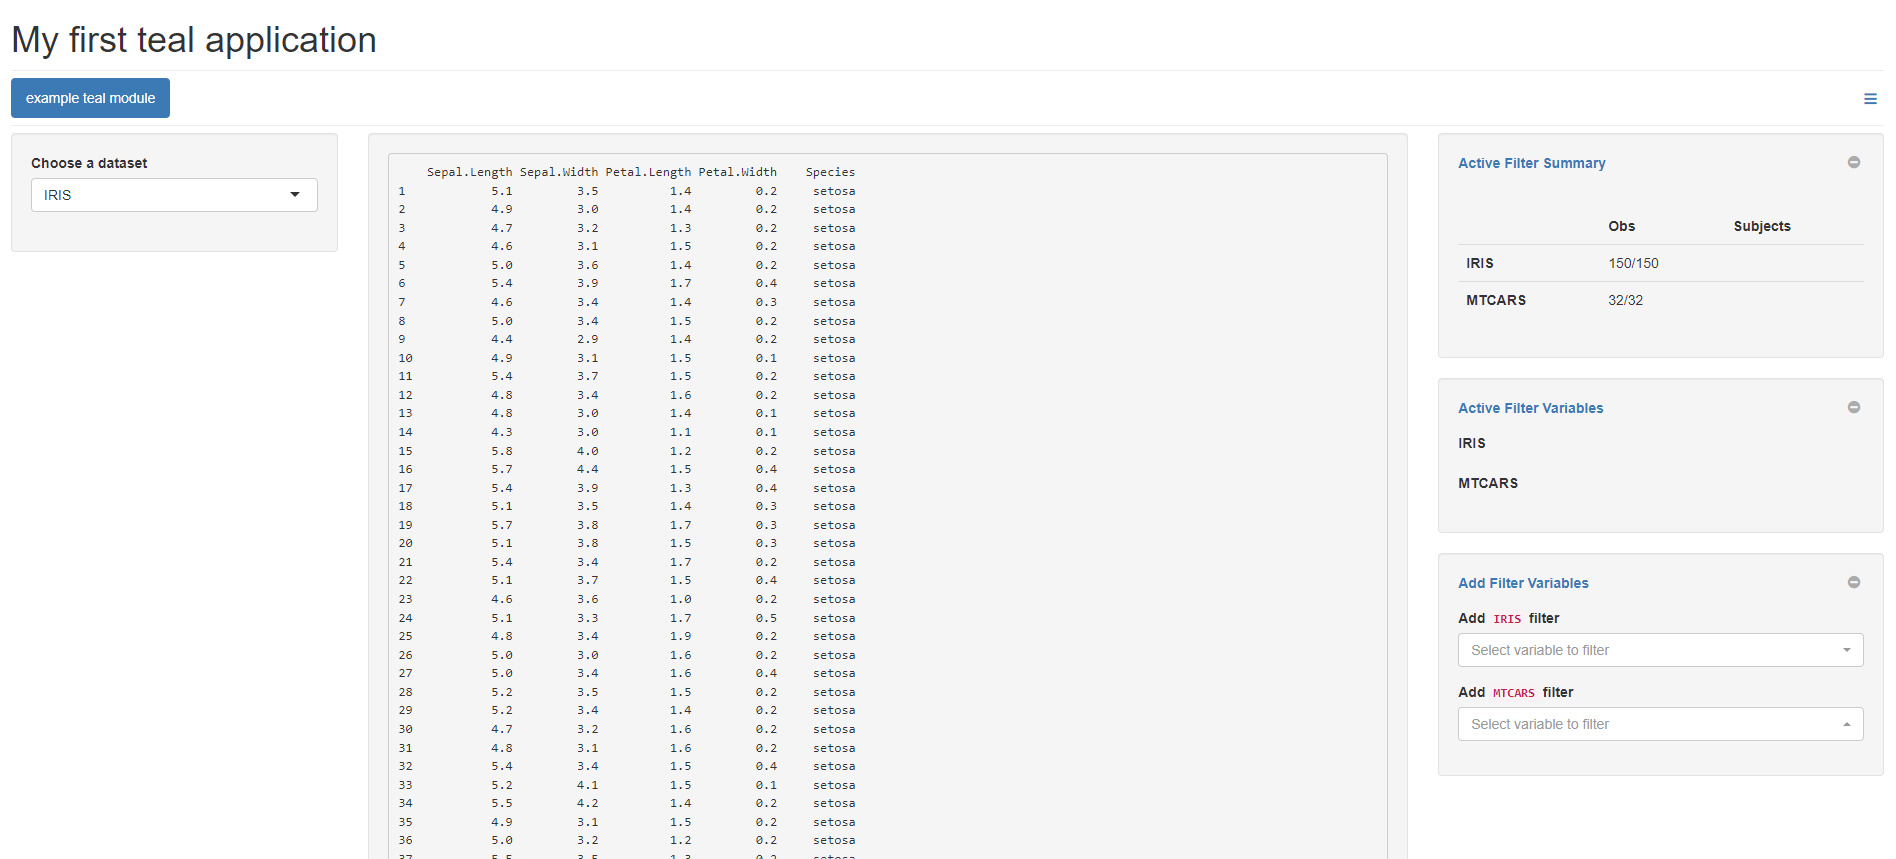 My first teal application
example teal module
Choose a dataset
IRIS
Sepal.Length Sepal.Width Petal.Length Petal.Width Species
1 5.1 3.5 1.4 0.2 setosa
2 4.9 3.0 1.4 0.2 setosa
3 4.7 3.2 1.3 0.2 setosa
4 4.6 3.1 1.5 0.2 setosa
5 5.0 3.6 1.4 0.2 setosa
6 5.4 3.9 1.7 0.4 setosa
7 4.6 3.4 1.4 0.3 setosa
8 5.0 3.4 1.5 0.2 setosa
9 4.4 2.9 1.4 0.2 setosa
10 4.9 3.1 1.5 0.1 setosa
11 5.4 3.7 1.5 0.2 setosa
12 4.8 3.4 1.6 0.2 setosa
13 4.8 3.0 1.4 0.1 setosa
14 4.3 3.0 1.1 0.1 setosa
15 5.8 4.0 1.2 0.2 setosa
16 5.7 4.4 1.5 0.4 setosa
17 5.4 3.9 1.3 0.4 setosa
18 5.1 3.5 1.4 0.3 setosa
19 5.7 3.8 1.7 0.3 setosa
20 5.1 3.8 1.5 0.3 setosa
21 5.4 3.4 1.7 0.2 setosa
22 5.1 3.7 1.5 0.4 setosa
23 4.6 3.6 1.0 0.2 setosa
24 5.1 3.3 1.7 0.5 setosa
25 4.8 3.4 1.9 0.2 setosa
26 5.0 3.0 1.6 0.2 setosa
27 5.0 3.4 1.6 0.4 setosa
28 5.2 3.5 1.5 0.2 setosa
29 5.2 3.4 1.4 0.2 setosa
30 4.7 3.2 1.6 0.2 setosa
31 4.8 3.1 1.6 0.2 setosa
32 5.4 3.4 1.5 0.4 setosa
33 5.2 4.1 1.5 0.1 setosa
34 5.5 4.2 1.4 0.2 setosa
35 4.9 3.1 1.5 0.2 setosa
36 5.0 3.2 1.2 0.2 setosa
37 5.5 3.5 1.3 0.2 setosa
Active Filter Summary
Obs Subjects
IRIS 150/150
MTCARS 32/32
Active Filter Variables
IRIS
MTCARS
Add Filter Variables
Add IRIS filter
Select variable to filter
Add MTCARS filter
Select variable to filter